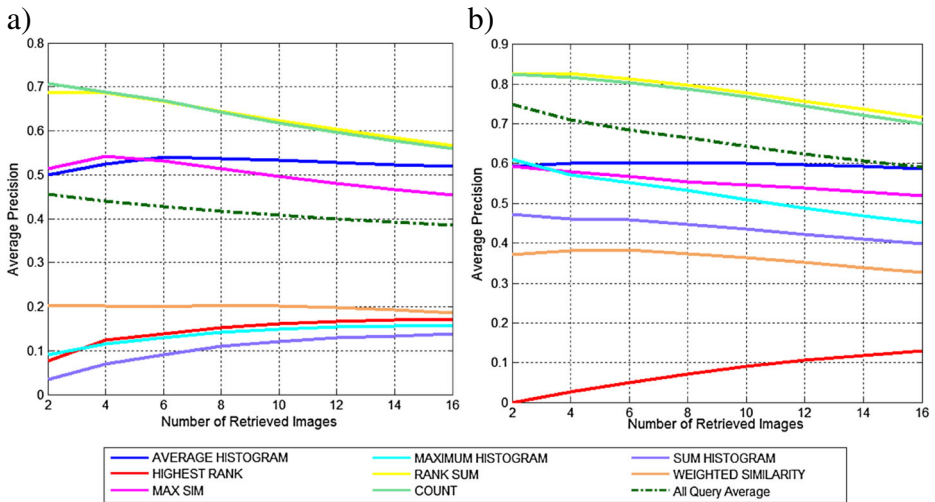 a)
b)
0.8
0.7
0.6
0.5
0.4
0.3
0.2
0.1
0
Average Precision
2 4 6 8 10 12 14 16
Number of Retrieved Images
0.9
0.8
0.7
0.6
0.5
0.4
0.3
0.2
0.1
0
Average Precision
2 4 6 8 10 12 14 16
Number of Retrieved Images
AVERAGE HISTOGRAM MAXIMUM HISTOGRAM SUM HISTOGRAM
HIGHEST RANK RANK SUM WEIGHTED SIMILARITY
MAX SIM COUNT All Query Average